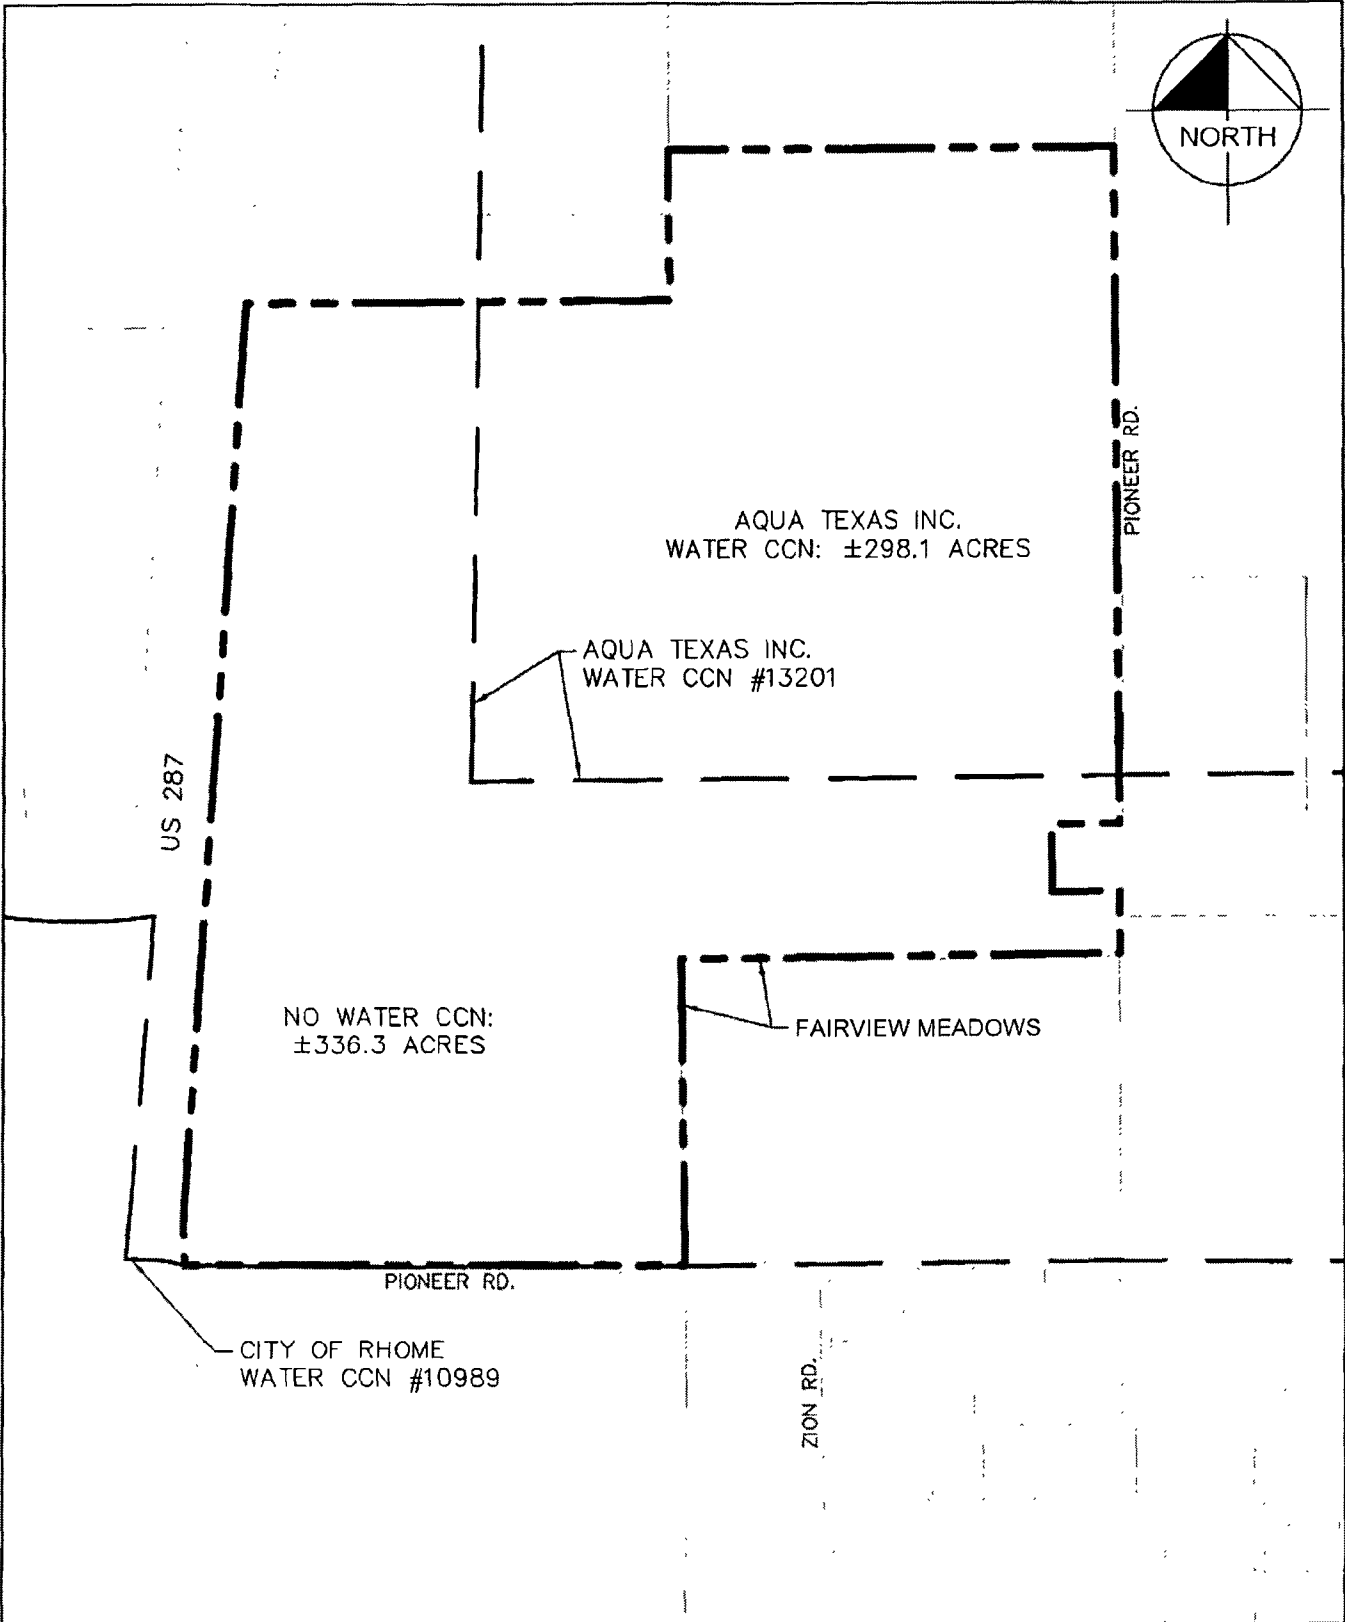 NORTH
PIONEER RD.
AQUA TEXAS INC.
WATER CCN: ±298.1 ACRES
AQUA TEXAS INC.
WATER CCN #13201
US 287
NO WATER CCN:
±336.3 ACRES
FAIRVIEW MEADOWS
PIONEER RD.
CITY OF RHOME
WATER CCN #10989
ZION RD.